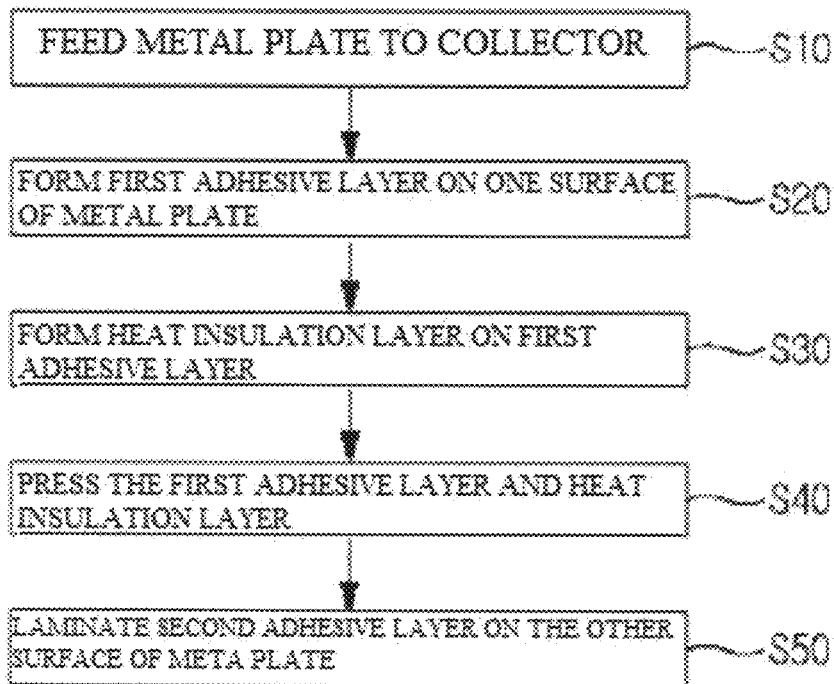 FEED METAL PLATE TO COLLECTOR
S10
FORM FIRST ADHESIVE LAYER ON ONE SURFACE
OF METAL PLATE
S20
FORM HEAT INSULATION LAYER ON FIRST
ADHESIVE LAYER
S30
PRESS THE FIRST ADHESIVE LAYER AND HEAT
INSULATION LAYER
S40
LAMINATE SECOND ADHESIVE LAYER ON THE OTHER
SURFACE OF META PLATE
S50